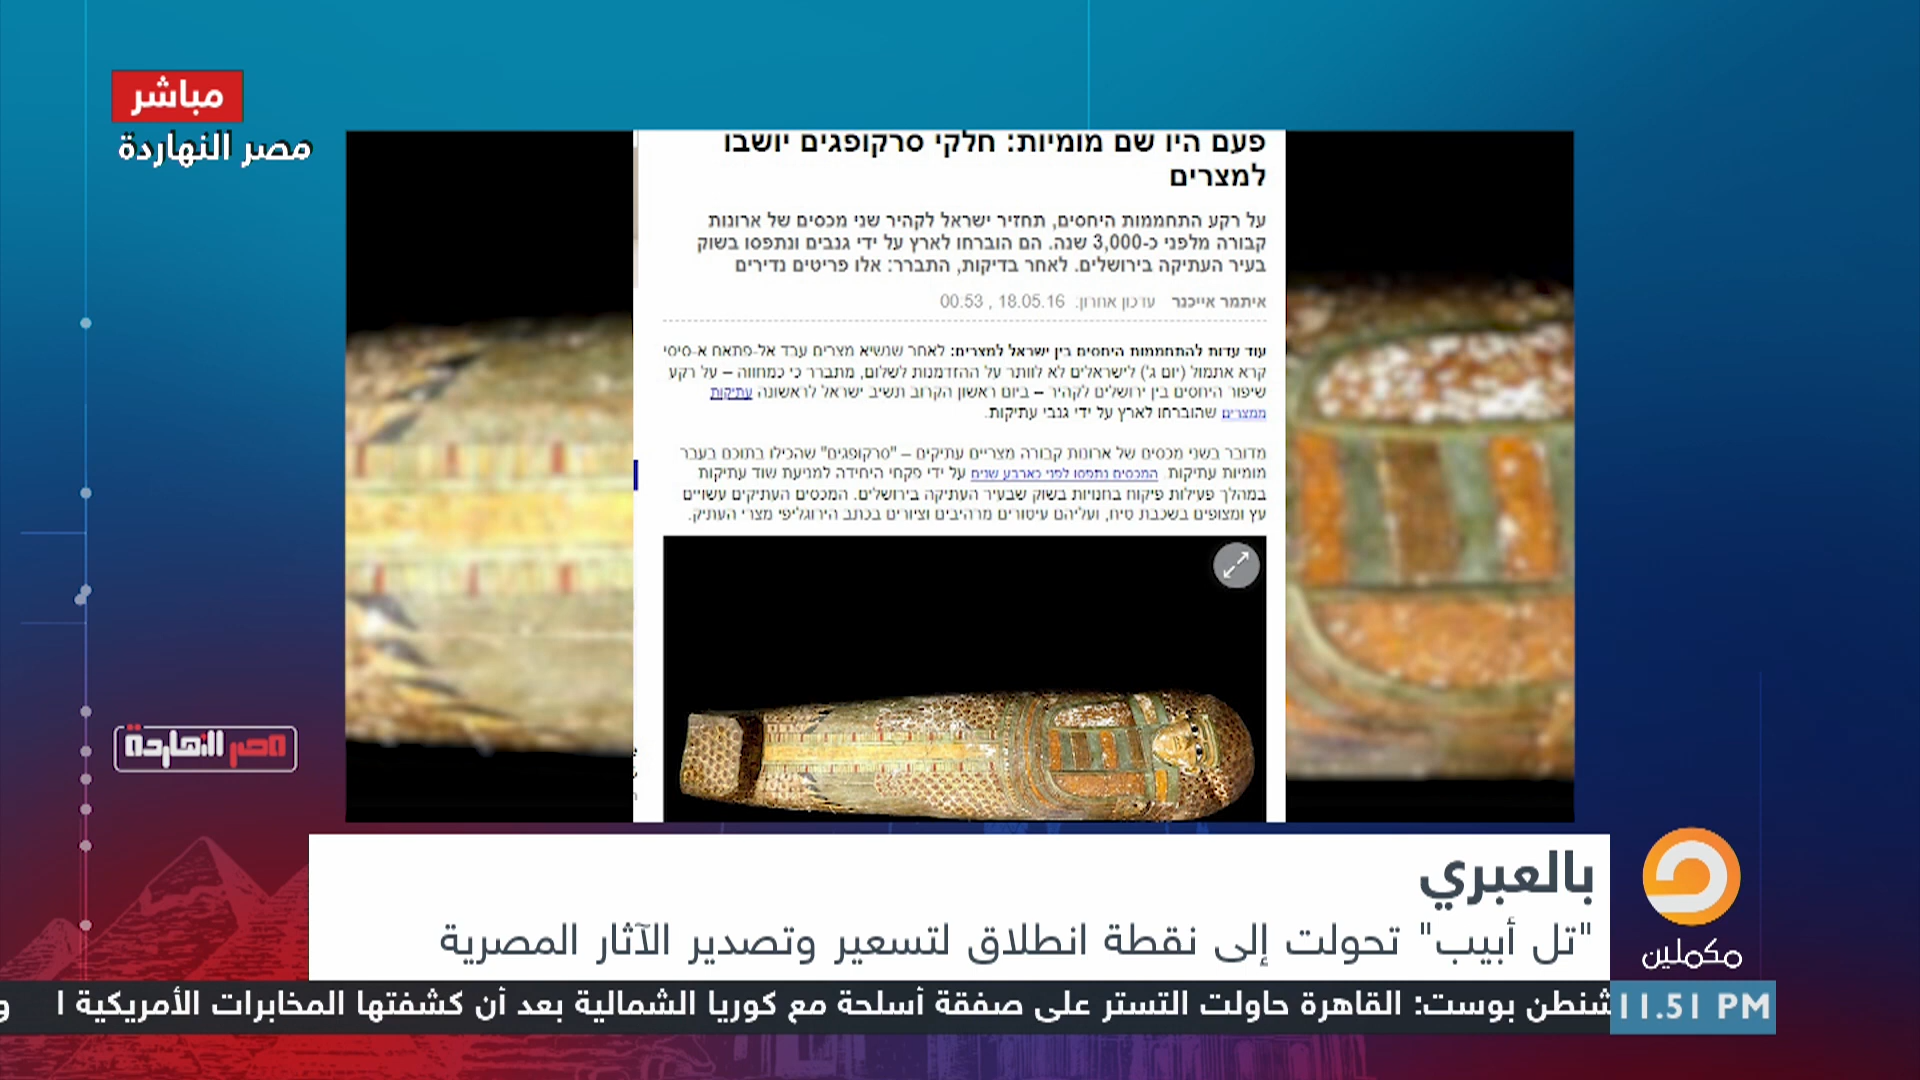 مباشر
مصر النهاردة
פעם היו שם מומיות: חלקי סרקופגים יושבו
למצרים
על רקע התחממות היחסים, תחזיר ישראל לקהיר שני מכסים של ארונות
קבורה מלפני כ-3,000 שנה. הם הוברחו לארץ על ידי גנבים ונתפסו בשוק
בעיר העתיקה בירושלים. לאחר בדיקות, התברר: אלו פריטים נדירים
איתמר אייכנר עדכון אחרון: 18.05.16 , 00:53
עוד עדות להתחממות היחסים בין ישראל למצרים: לאחר שנשיא מצרים עבד אל-פתאח א-סיסי
קרא אתמול (יום ג') לישראלים לא לוותר על ההזדמנות לשלום, מתברר כי כמחווה – על רקע
שיפור היחסים בין ירושלים לקהיר – ביום ראשון הקרוב תשיב ישראל לראשונה עתיקות
ממצרים שהוברחו לארץ על ידי גנבי עתיקות.
מדובר בשני מכסים של ארונות קבורה מצריים עתיקים – "סרקופגים" שהכילו בתוכם בעבר
מומיות עתיקות. המכסים נתפסו לפני כארבע שנים על ידי פקחי היחידה למניעת שוד עתיקות
במהלך פעילות פיקוח בחנויות בשוק שבעיר העתיקה בירושלים. המכסים העתיקים עשויים
עץ ומצופים בשכבת טיח, ועליהם עיטורים מרהיבים וציורים בכתב הירוגליפי מצרי העתיק.
مصر النهاردة
بالعبري
"تل أبيب" تحولت إلى نقطة انطلاق لتسعير وتصدير الآثار المصرية
مكملين
شنطن بوست: القاهرة حاولت التستر على صفقة أسلحة مع كوريا الشمالية بعد أن كشفتها المخابرات الأمريكية ا و
11.51 PM